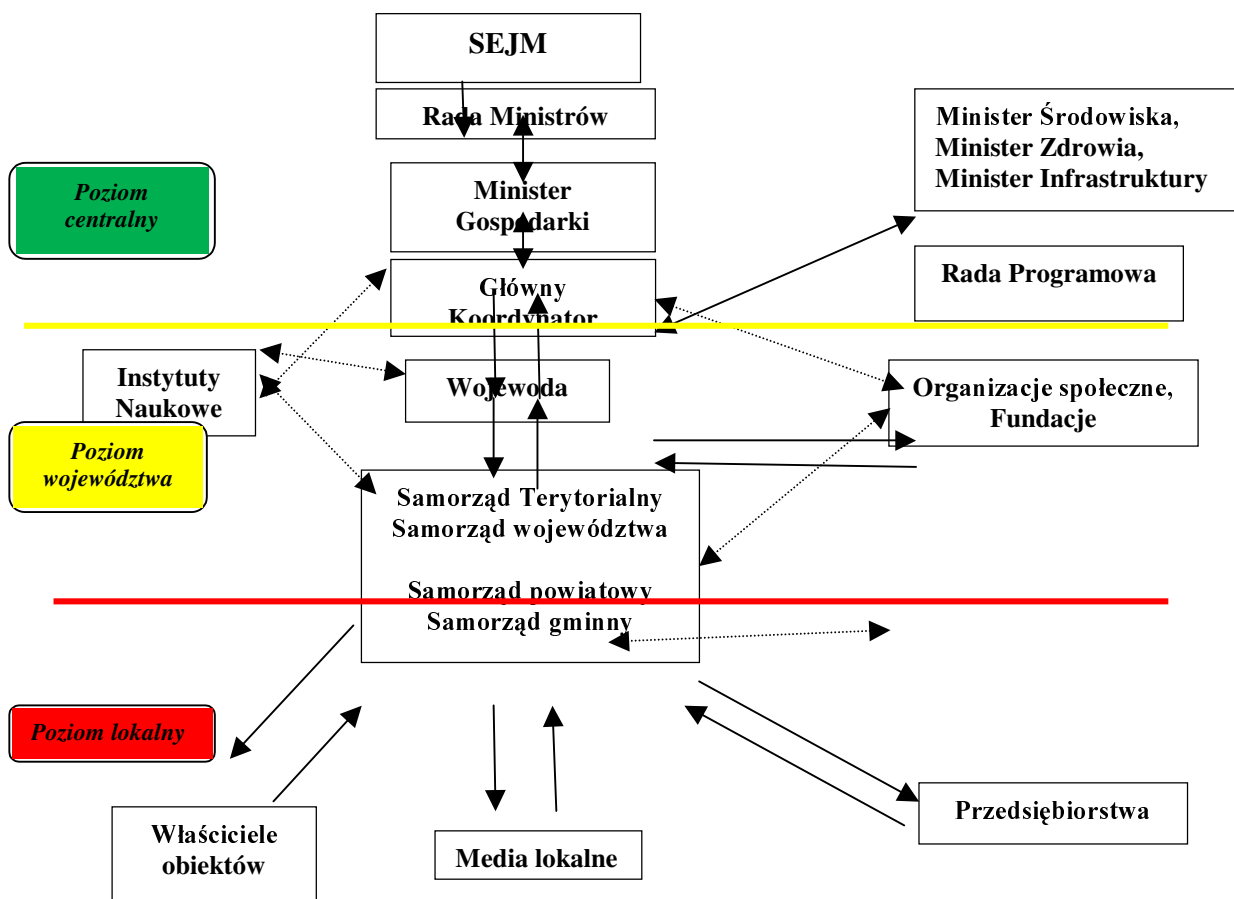 SEJM
Rada Ministrów
Minister Środowiska,
Minister Zdrowia,
Minister Infrastruktury
Poziom
centralny
Minister
Gospodarki
Rada Programowa
Główny
Koordynator
Instytuty
Naukowe
Wojewoda
Organizacje społeczne,
Fundacje
Poziom
województwa
Samorząd Terytorialny
Samorząd województwa
Samorząd powiatowy
Samorząd gminny
Poziom lokalny
Właściciele
obiektów
Media lokalne
Przedsiębiorstwa